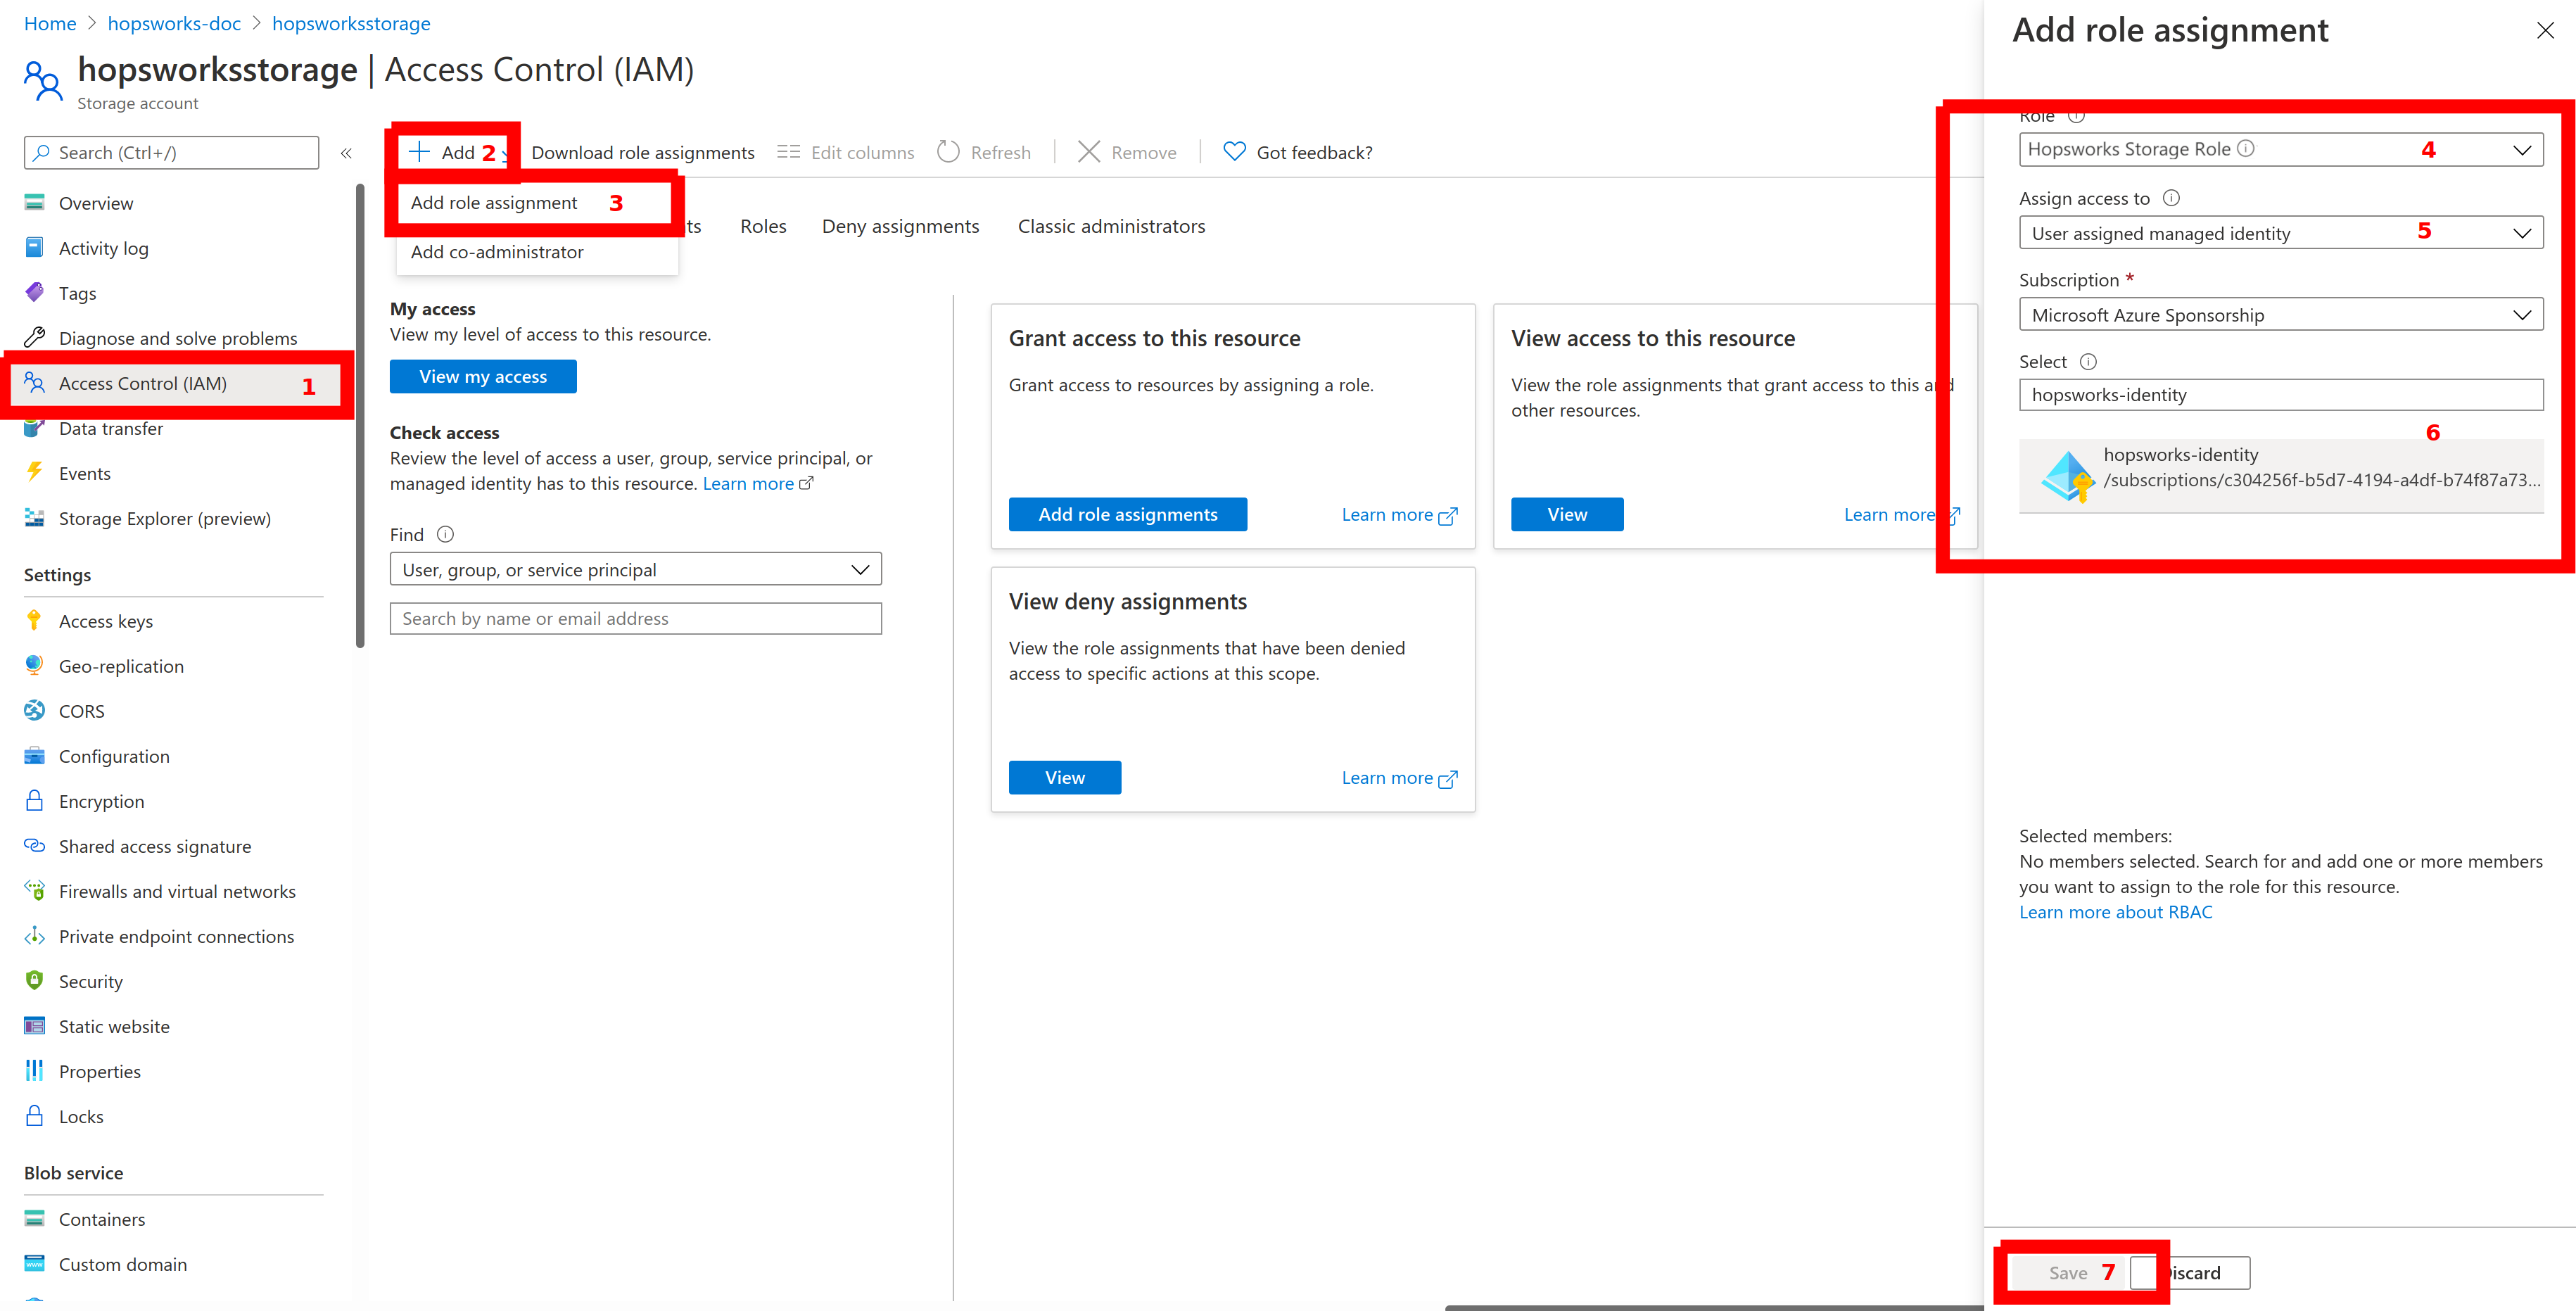 Home > hopsworks-doc > hopsworksstorage
hopsworksstorage | Access Control (IAM)
Storage account
Search (Ctrl+/)
«
Overview
Activity log
Tags
Diagnose and solve problems
Access Control (IAM) 1
Data transfer
Events
Storage Explorer (preview)
Settings
Access keys
Geo-replication
CORS
Configuration
Encryption
Shared access signature
Firewalls and virtual networks
Private endpoint connections
Security
Static website
Properties
Locks
Blob service
Containers
Custom domain
Add 2 Download role assignments Edit columns Refresh Remove Got feedback?
Add role assignment 3
Add co-administrator
ts Roles Deny assignments Classic administrators
My access
View my level of access to this resource.
View my access
Check access
Review the level of access a user, group, service principal, or
managed identity has to this resource. Learn more
Find
User, group, or service principal
Search by name or email address
Grant access to this resource
Grant access to resources by assigning a role.
Add role assignments Learn more
View access to this resource
View the role assignments that grant access to this and
other resources.
View Learn more
View deny assignments
View the role assignments that have been denied
access to specific actions at this scope.
View Learn more
Add role assignment
Role
Hopsworks Storage Role 4
Assign access to
User assigned managed identity 5
Subscription *
Microsoft Azure Sponsorship
Select
hopsworks-identity
6
hopsworks-identity
/subscriptions/c304256f-b5d7-4194-a4df-b74f87a73...
Selected members:
No members selected. Search for and add one or more members
you want to assign to the role for this resource.
Learn more about RBAC
Save 7 iscard